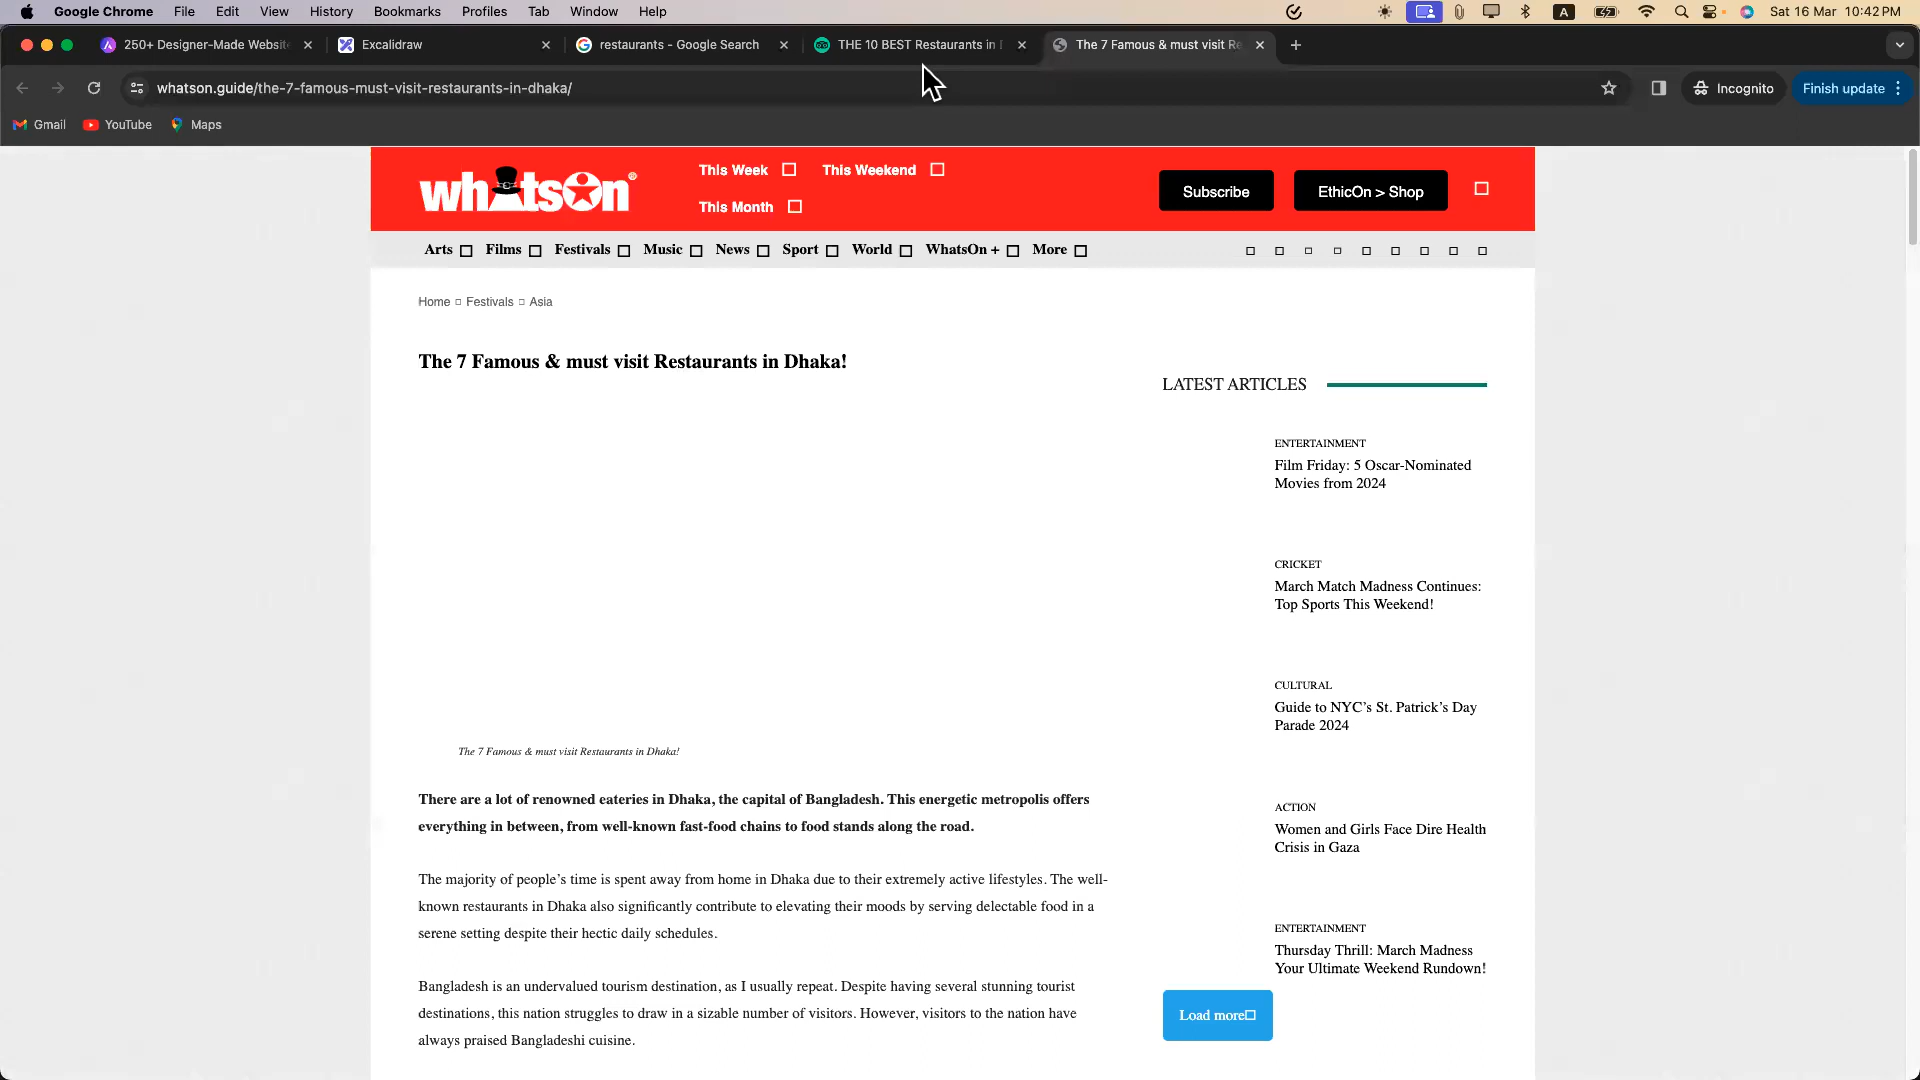 Google Chrome File Edit View History Bookmarks Profiles Tab Window Help A Sat 16 Mar 10:42 PM
250+ Designer-Made Website
Excalidraw
restaurants - Google Search
THE 10 BEST Restaurants in
The 7 Famous & must visit Re
whatson.guide/the-7-famous-must-visit-restaurants-in-dhaka/
Incognito
Finish update
Gmail YouTube Maps
whatsOn®
This Week This Weekend
This Month
Subscribe
EthicOn > Shop
Arts Films Festivals Music News Sport World WhatsOn + More
Home Festivals Asia
The 7 Famous & must visit Restaurants in Dhaka!
The 7 Famous & must visit Restaurants in Dhaka!
There are a lot of renowned eateries in Dhaka, the capital of Bangladesh. This energetic metropolis offers
everything in between, from well-known fast-food chains to food stands along the road.
The majority of people’s time is spent away from home in Dhaka due to their extremely active lifestyles. The well-
known restaurants in Dhaka also significantly contribute to elevating their moods by serving delectable food in a
serene setting despite their hectic daily schedules.
Bangladesh is an undervalued tourism destination, as I usually repeat. Despite having several stunning tourist
destinations, this nation struggles to draw in a sizable number of visitors. However, visitors to the nation have
always praised Bangladeshi cuisine.
LATEST ARTICLES
ENTERTAINMENT
Film Friday: 5 Oscar-Nominated
Movies from 2024
CRICKET
March Match Madness Continues:
Top Sports This Weekend!
CULTURAL
Guide to NYC’s St. Patrick’s Day
Parade 2024
ACTION
Women and Girls Face Dire Health
Crisis in Gaza
ENTERTAINMENT
Thursday Thrill: March Madness
Your Ultimate Weekend Rundown!
Load more